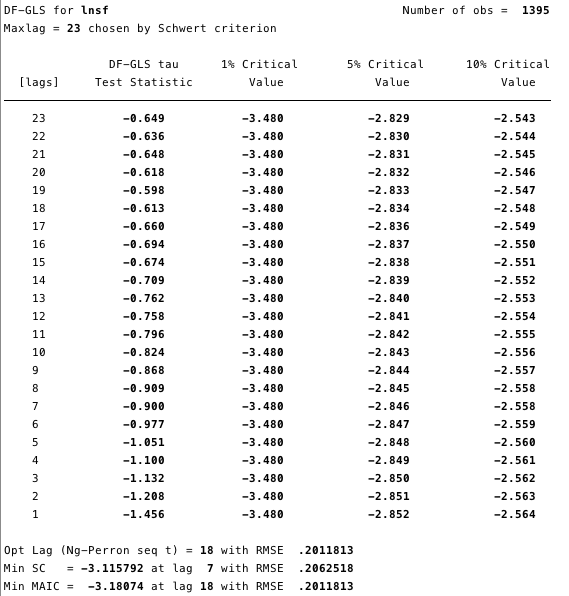 DF-GLS for lnsf Number of obs = 1395
Maxlag = 23 chosen by Schwert criterion
DF-GLS tau 1% Critical 5% Critical 10% Critical
[lags] Test Statistic Value Value Value
23 -0.649 -3.480 -2.829 -2.543
22 -0.636 -3.480 -2.830 -2.544
21 -0.648 -3.480 -2.831 -2.545
20 -0.618 -3.480 -2.832 -2.546
19 -0.598 -3.480 -2.833 -2.547
18 -0.613 -3.480 -2.834 -2.548
17 -0.660 -3.480 -2.836 -2.549
16 -0.694 -3.480 -2.837 -2.550
15 -0.674 -3.480 -2.838 -2.551
14 -0.709 -3.480 -2.839 -2.552
13 -0.762 -3.480 -2.840 -2.553
12 -0.758 -3.480 -2.841 -2.554
11 -0.796 -3.480 -2.842 -2.555
10 -0.824 -3.480 -2.843 -2.556
9 -0.868 -3.480 -2.844 -2.557
8 -0.909 -3.480 -2.845 -2.558
7 -0.900 -3.480 -2.846 -2.558
6 -0.977 -3.480 -2.847 -2.559
5 -1.051 -3.480 -2.848 -2.560
4 -1.100 -3.480 -2.849 -2.561
3 -1.132 -3.480 -2.850 -2.562
2 -1.208 -3.480 -2.851 -2.563
1 -1.456 -3.480 -2.852 -2.564
Opt Lag (Ng-Perron seq t) = 18 with RMSE .2011813
Min SC = -3.115792 at lag 7 with RMSE .2062518
Min MAIC = -3.18074 at lag 18 with RMSE .2011813